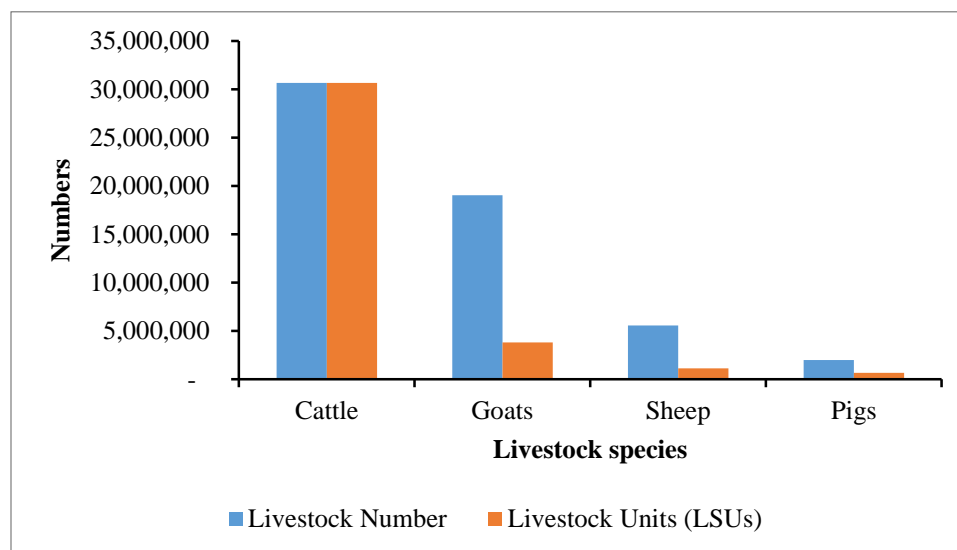 35,000,000
30,000,000
25,000,000
20,000,000
15,000,000
10,000,000
5,000,000
-
Numbers
Cattle Goats Sheep Pigs
Livestock species
Livestock Number Livestock Units (LSUs)